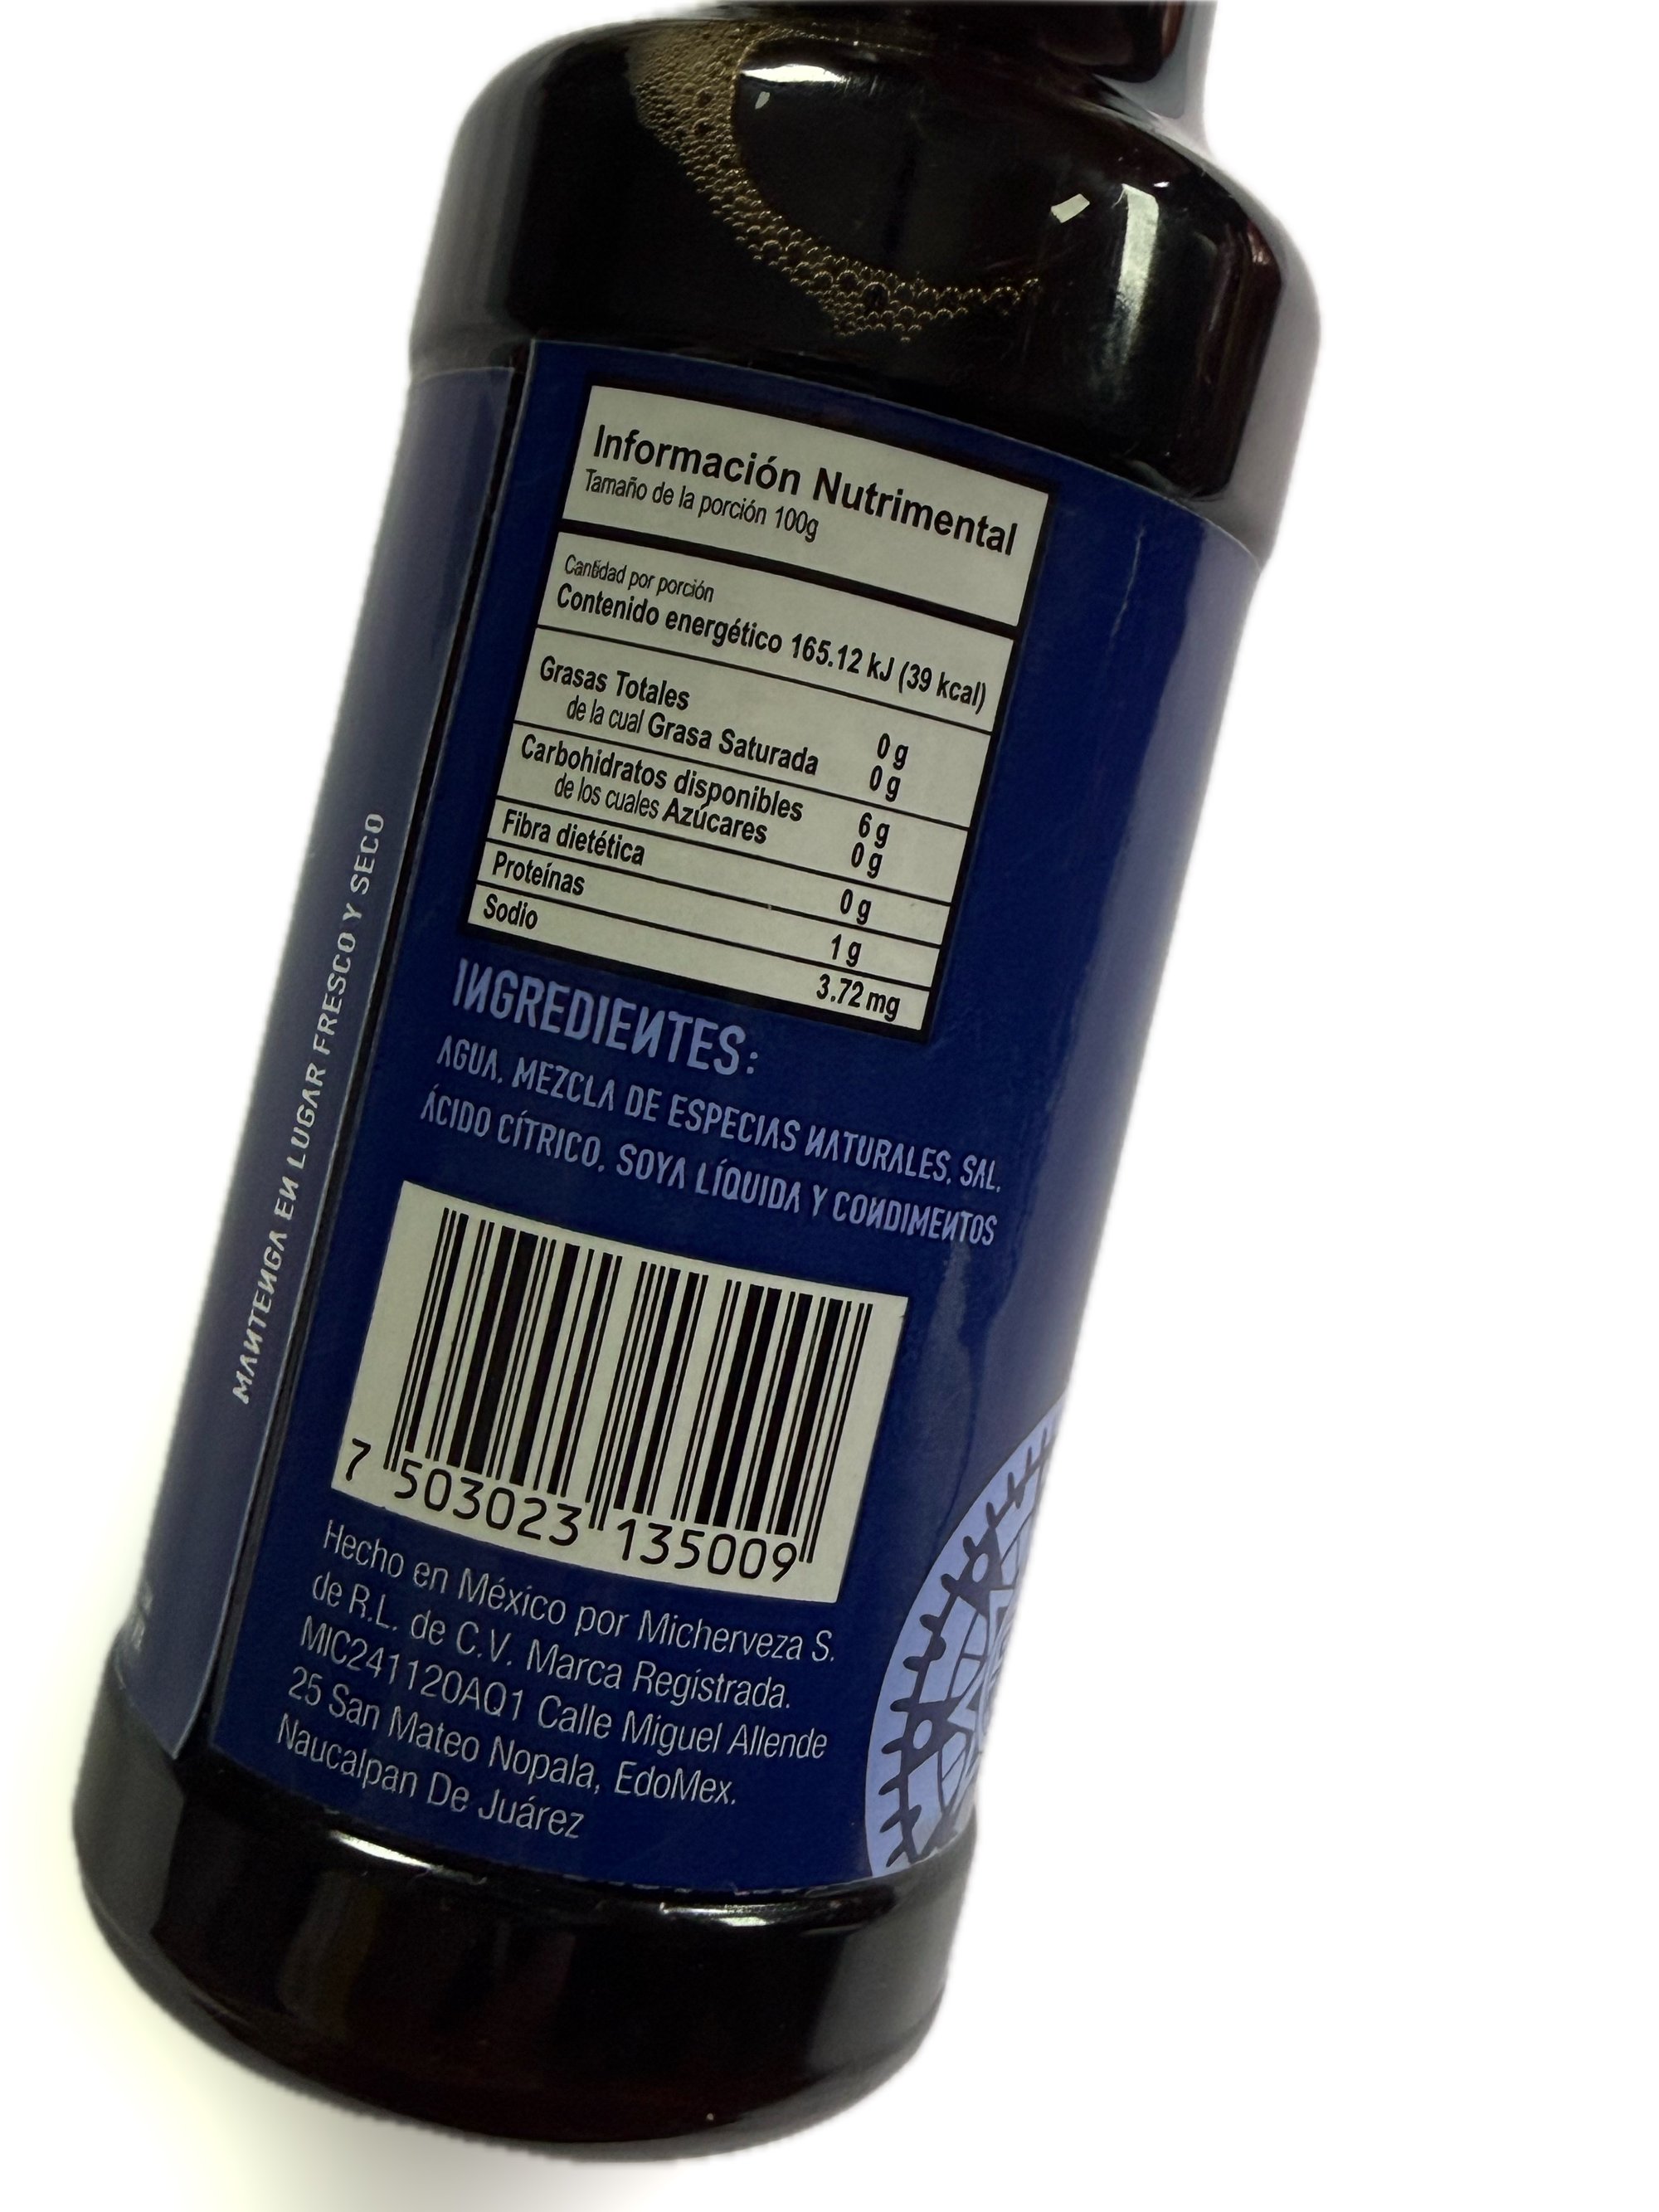 Información Nutrimental
Tamaño de la porción 100g
Cantidad por porción
Contenido energético 165.12 kJ (39 kcal)
Grasas Totales 0 g
de la cual Grasa Saturada 0 g
Carbohidratos disponibles 6 g
de los cuales Azúcares 0 g
Fibra dietética 0 g
Proteínas 1 g
Sodio 3.72 mg
INGREDIENTES:
AGUA, MEZCLA DE ESPECIAS NATURALES, SAL,
ÁCIDO CÍTRICO, SOYA LÍQUIDA Y CONDIMENTOS
7 503023 135009
Hecho en México por Micherveza S.
de R.L. de C.V. Marca Registrada.
MIC241120AQ1 Calle Miguel Allende
25 San Mateo Nopala, EdoMex.
Naucalpan De Juárez
MANTENGA EN LUGAR FRESCO Y SECO